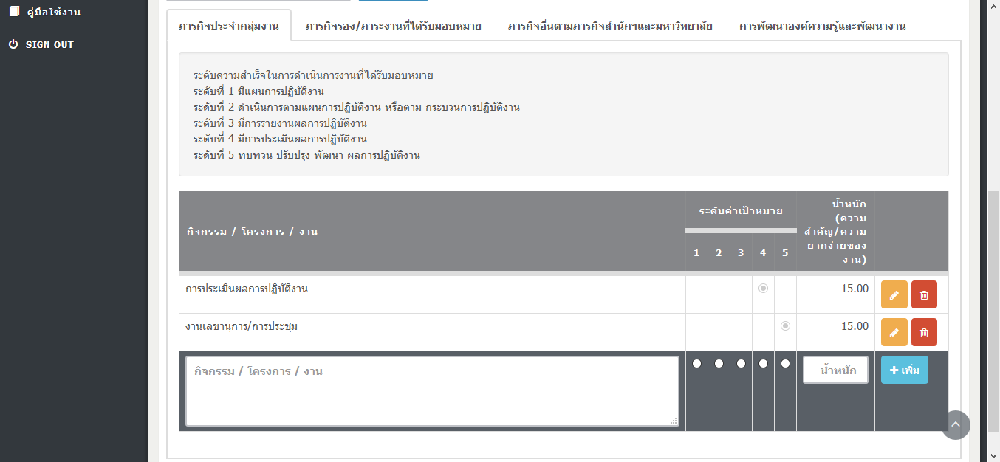 คู่มือใช้งาน
SIGN OUT
ภารกิจประจำกลุ่มงาน
ภารกิจรอง/ภาระงานที่ได้รับมอบหมาย
ภารกิจอื่นตามภารกิจสำนักฯและมหาวิทยาลัย
การพัฒนาองค์ความรู้และพัฒนางาน
ระดับความสำเร็จในการดำเนินการงานที่ได้รับมอบหมาย
ระดับที่ 1 มีแผนการปฏิบัติงาน
ระดับที่ 2 ดำเนินการตามแผนการปฏิบัติงาน หรือตาม กระบวนการปฏิบัติงาน
ระดับที่ 3 มีการรายงานผลการปฏิบัติงาน
ระดับที่ 4 มีการประเมินผลการปฏิบัติงาน
ระดับที่ 5 ทบทวน ปรับปรุง พัฒนา ผลการปฏิบัติงาน
กิจกรรม / โครงการ / งาน
ระดับค่าเป้าหมาย
1 2 3 4 5
น้ำหนัก
(ความ
สำคัญ/ความ
ยากง่ายของ
งาน)
การประเมินผลการปฏิบัติงาน 15.00
งานเลขานุการ/การประชุม 15.00
กิจกรรม / โครงการ / งาน
น้ำหนัก
เพิ่ม